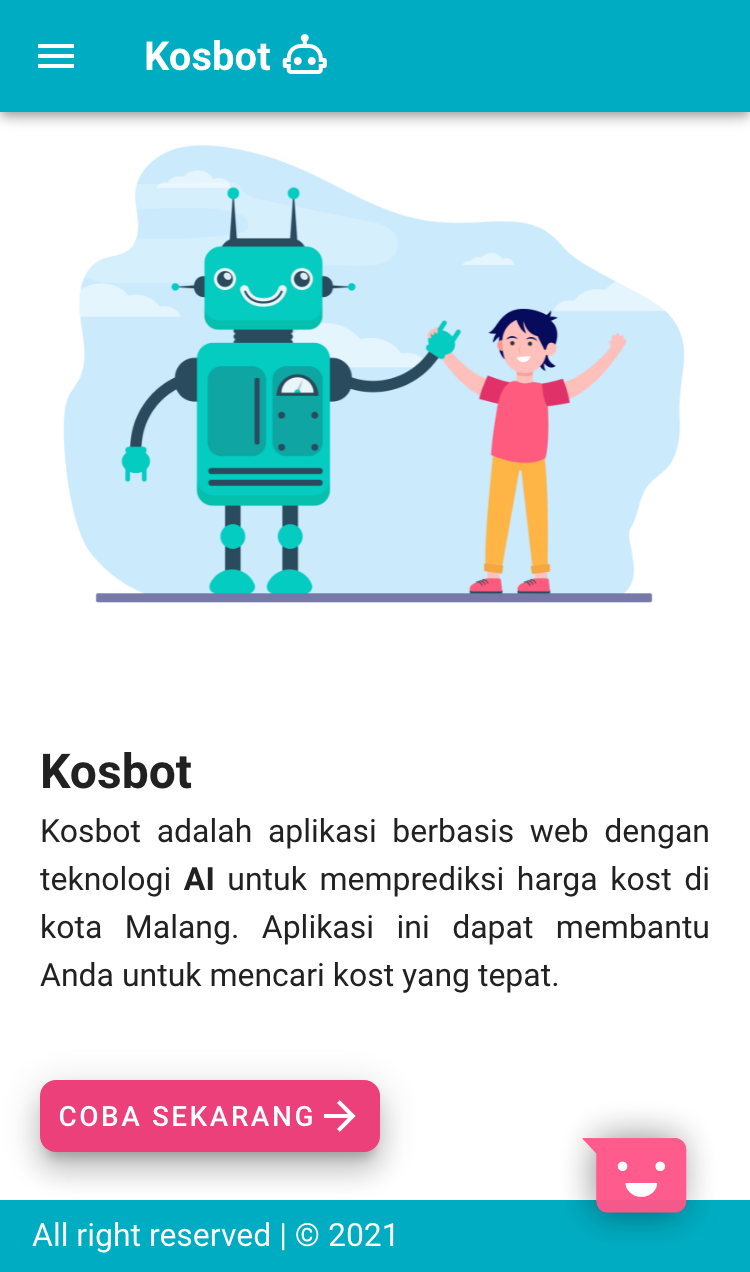 Kosbot
Kosbot
Kosbot adalah aplikasi berbasis web dengan
teknologi AI untuk memprediksi harga kost di
kota Malang. Aplikasi ini dapat membantu
Anda untuk mencari kost yang tepat.
COBA SEKARANG
All right reserved | © 2021